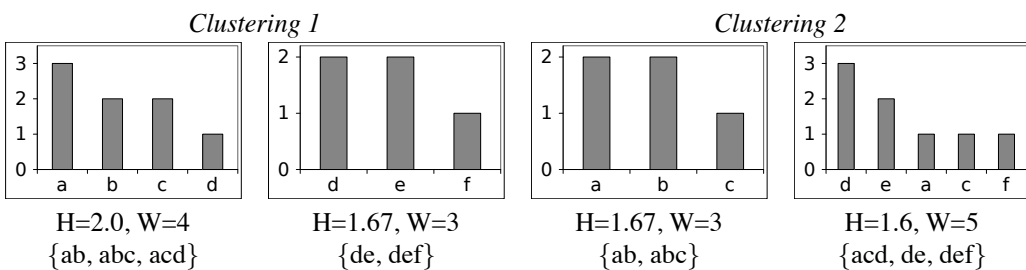 Clustering 1
Clustering 2
3
2
1
0
a b c d
2
1
0
d e f
2
1
0
a b c
3
2
1
0
d e a c f
H=2.0, W=4
H=1.67, W=3
H=1.67, W=3
H=1.6, W=5
{ab, abc, acd}
{de, def}
{ab, abc}
{acd, de, def}